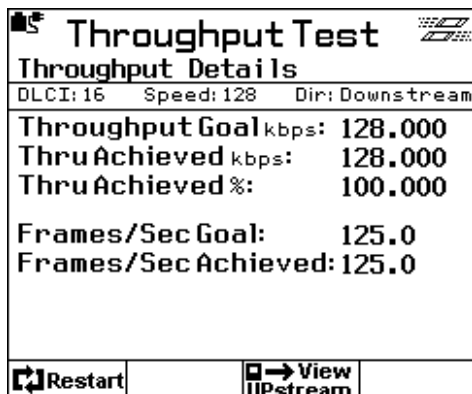 Throughput Test
Throughput Details
DLCI: 16 Speed: 128 Dir: Downstream
Throughput Goal kbps: 128.000
Thru Achieved kbps: 128.000
Thru Achieved %: 100.000
Frames/Sec Goal: 125.0
Frames/Sec Achieved: 125.0
Restart
View
UPstream